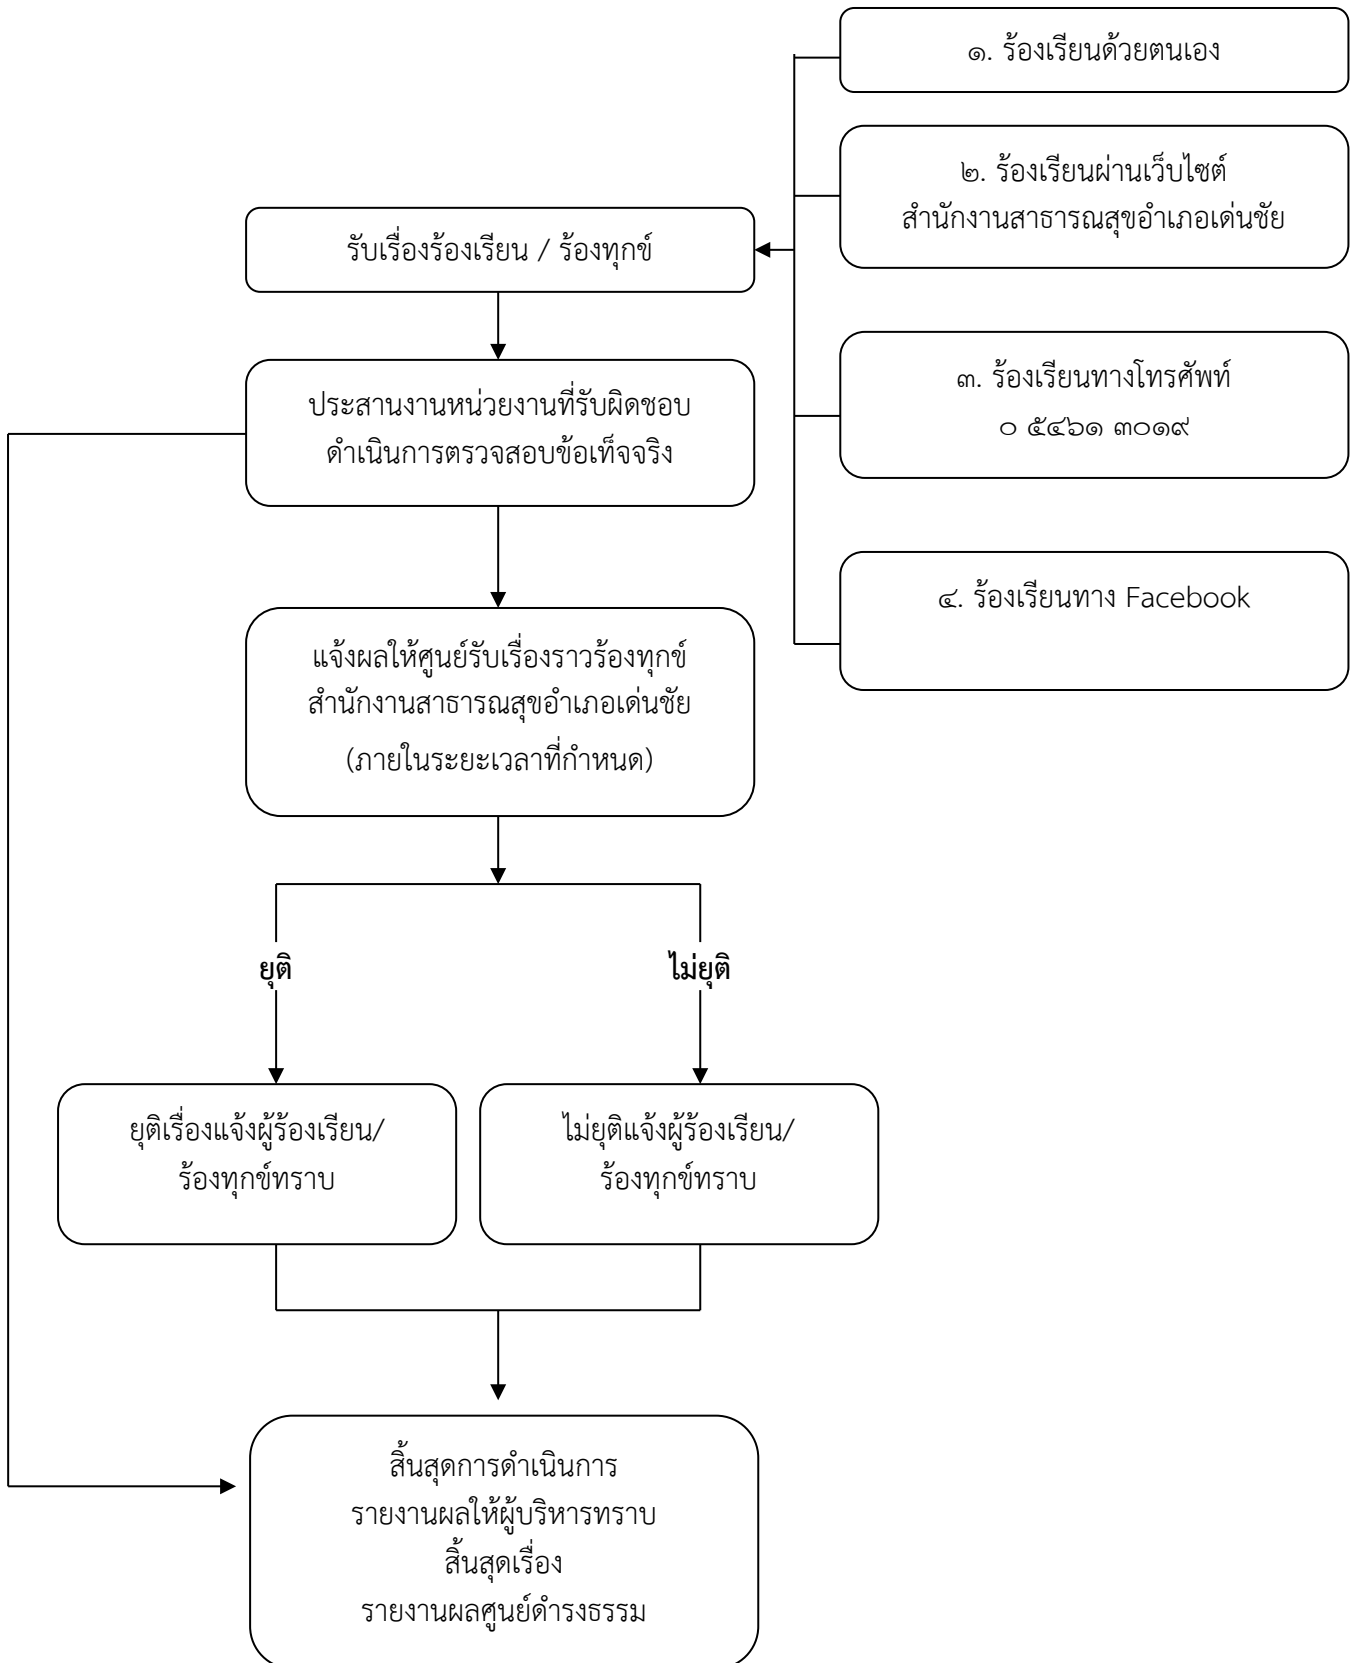 ๑. ร้องเรียนด้วยตนเอง
๒. ร้องเรียนผ่านเว็บไซต์
สำนักงานสาธารณสุขอำเภอเด่นชัย
รับเรื่องร้องเรียน / ร้องทุกข์
๓. ร้องเรียนทางโทรศัพท์
๐ ๕๔๖๑ ๓๐๑๙
ประสานงานหน่วยงานที่รับผิดชอบ
ดำเนินการตรวจสอบข้อเท็จจริง
๔. ร้องเรียนทาง Facebook
แจ้งผลให้ศูนย์รับเรื่องราวร้องทุกข์
สำนักงานสาธารณสุขอำเภอเด่นชัย
(ภายในระยะเวลาที่กำหนด)
ยุติ
ไม่ยุติ
ยุติเรื่องแจ้งผู้ร้องเรียน/
ร้องทุกข์ทราบ
ไม่ยุติแจ้งผู้ร้องเรียน/
ร้องทุกข์ทราบ
สิ้นสุดการดำเนินการ
รายงานผลให้ผู้บริหารทราบ
สิ้นสุดเรื่อง
รายงานผลศูนย์ดำรงธรรม